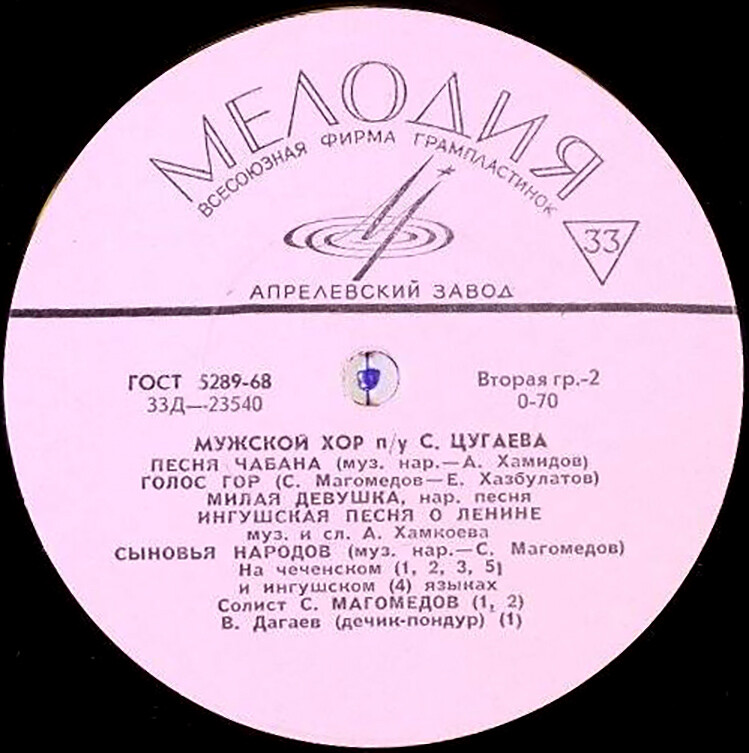 МЕЛОДИЯ
ВСЕСОЮЗНАЯ ФИРМА ГРАМПЛАСТИНОК
33
АПРЕЛЕВСКИЙ ЗАВОД
ГОСТ 5289-68
Вторая гр.-2
33Д—23540
0-70
МУЖСКОЙ ХОР п/у С. ЦУГАЕВА
ПЕСНЯ ЧАБАНА (муз. нар.—А. Хамидов)
ГОЛОС ГОР (С. Магомедов—Е. Хазбулатов)
МИЛАЯ ДЕВУШКА, нар. песня
ИНГУШСКАЯ ПЕСНЯ О ЛЕНИНЕ
муз. и сл. А. Хамкоева
СЫНОВЬЯ НАРОДОВ (муз. нар.—С. Магомедов)
На чеченском (1, 2, 3, 5)
и ингушском (4) языках
Солист С. МАГОМЕДОВ (1, 2)
В. Дагаев (дечик-пондур) (1)